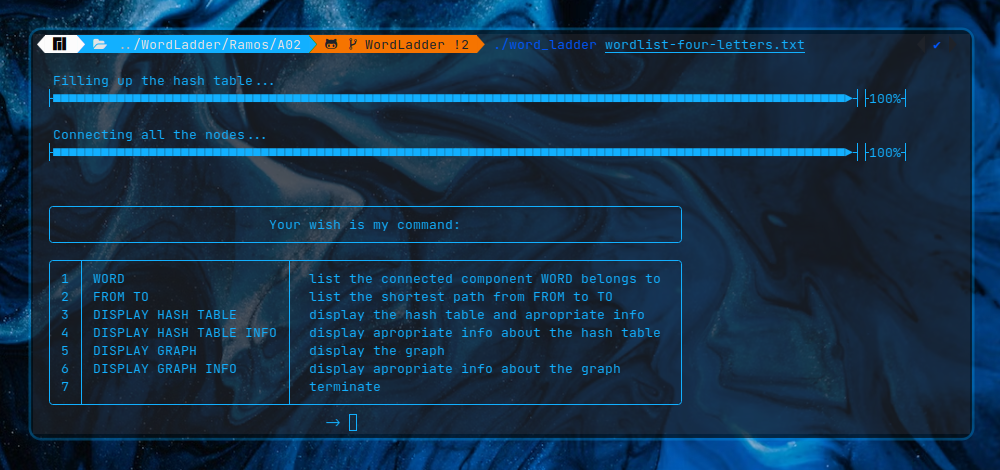 ../WordLadder/Ramos/A02 WordLadder !2 ./word_ladder wordlist-four-letters.txt ✔
Filling up the hash table...
100%
Connecting all the nodes...
100%
Your wish is my command:
1 WORD list the connected component WORD belongs to
2 FROM TO list the shortest path from FROM to TO
3 DISPLAY HASH TABLE display the hash table and apropriate info
4 DISPLAY HASH TABLE INFO display apropriate info about the hash table
5 DISPLAY GRAPH display the graph
6 DISPLAY GRAPH INFO display apropriate info about the graph
7 terminate
→